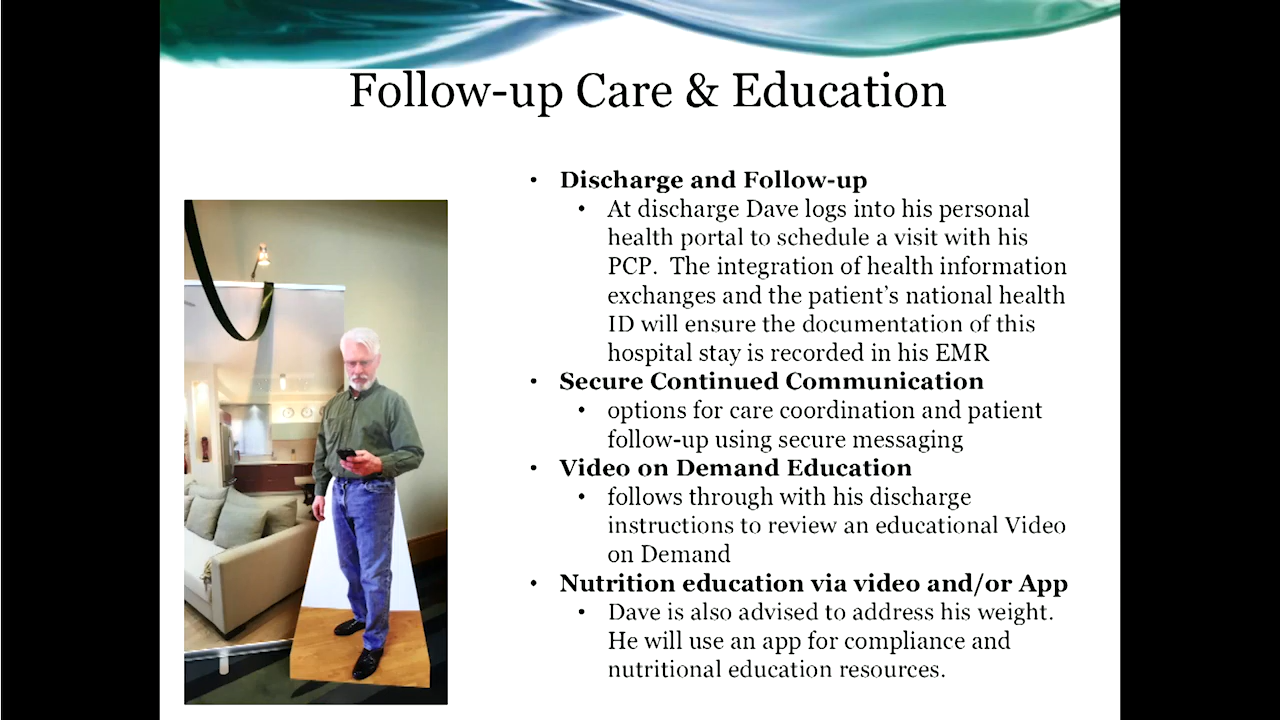 Follow-up Care & Education
• Discharge and Follow-up
• At discharge Dave logs into his personal
health portal to schedule a visit with his
PCP.  The integration of health information
exchanges and the patient's national health
ID will ensure the documentation of this
hospital stay is recorded in his EMR
• Secure Continued Communication
• options for care coordination and patient
follow-up using secure messaging
• Video on Demand Education
• follows through with his discharge
instructions to review an educational Video
on Demand
• Nutrition education via video and/or App
• Dave is also advised to address his weight.
He will use an app for compliance and
nutritional education resources.